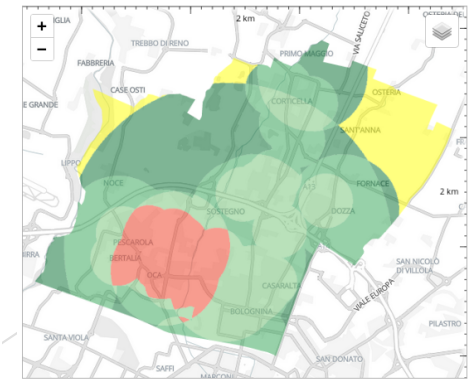 +
−
2 km
TREBBO DI RENO
FABBRERIA
CASE OSTI
PRIMO MAGGIO
VIA SALICETO
CORTICELLA
OSTERIA
E GRANDE
SANT'ANNA
LIPPO
NOCE
FORNACE
2 km
SOSTEGNO
DOZZA
PESCAROLA
BERTALIA
OCA
CASARALTA
BOLOGNINA
VIALE EUROPA
SAN NICOLO
DI VILLOLA
PILASTRO
SANTA VIOLA
SAFFI
MARCONI
SAN DONATO